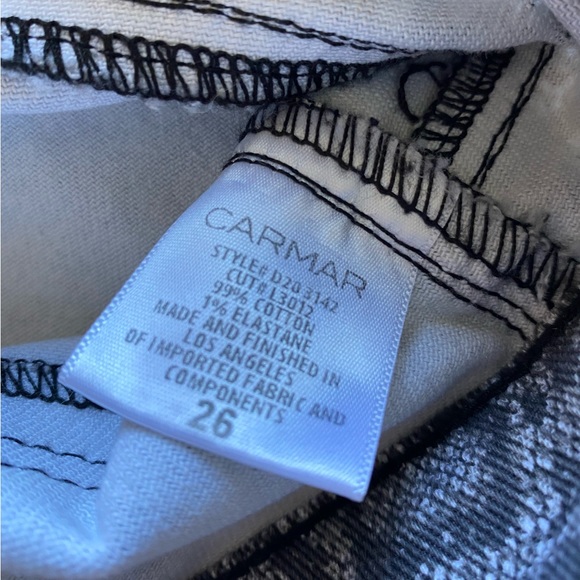 CARMAR
STYLE# D20 3142
CUT# L3012
99% COTTON
1% ELASTANE
MADE AND FINISHED IN
LOS ANGELES
OF IMPORTED FABRIC AND
COMPONENTS
26